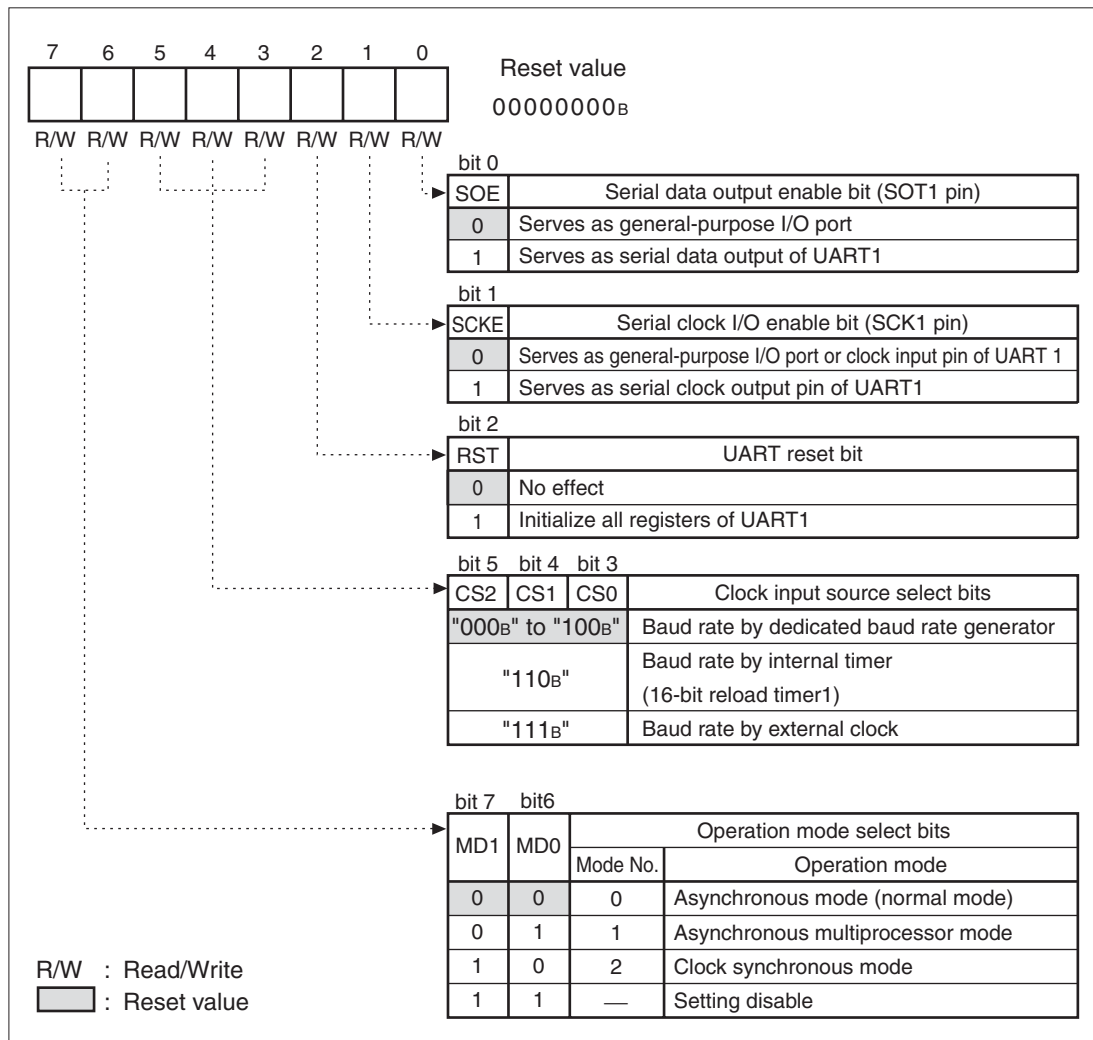 7 6 5 4 3 2 1 0
Reset value
00000000B
R/W R/W R/W R/W R/W R/W R/W R/W
bit 0
SOE Serial data output enable bit (SOT1 pin)
0 Serves as general-purpose I/O port
1 Serves as serial data output of UART1
bit 1
SCKE Serial clock I/O enable bit (SCK1 pin)
0 Serves as general-purpose I/O port or clock input pin of UART 1
1 Serves as serial clock output pin of UART1
bit 2
RST UART reset bit
0 No effect
1 Initialize all registers of UART1
bit 5 bit 4 bit 3
CS2 CS1 CS0 Clock input source select bits
"000B" to "100B" Baud rate by dedicated baud rate generator
"110B" Baud rate by internal timer
(16-bit reload timer1)
"111B" Baud rate by external clock
bit 7 bit6
MD1 MD0 Operation mode select bits
Mode No. Operation mode
0 0 0 Asynchronous mode (normal mode)
0 1 1 Asynchronous multiprocessor mode
1 0 2 Clock synchronous mode
1 1 — Setting disable
R/W : Read/Write
: Reset value